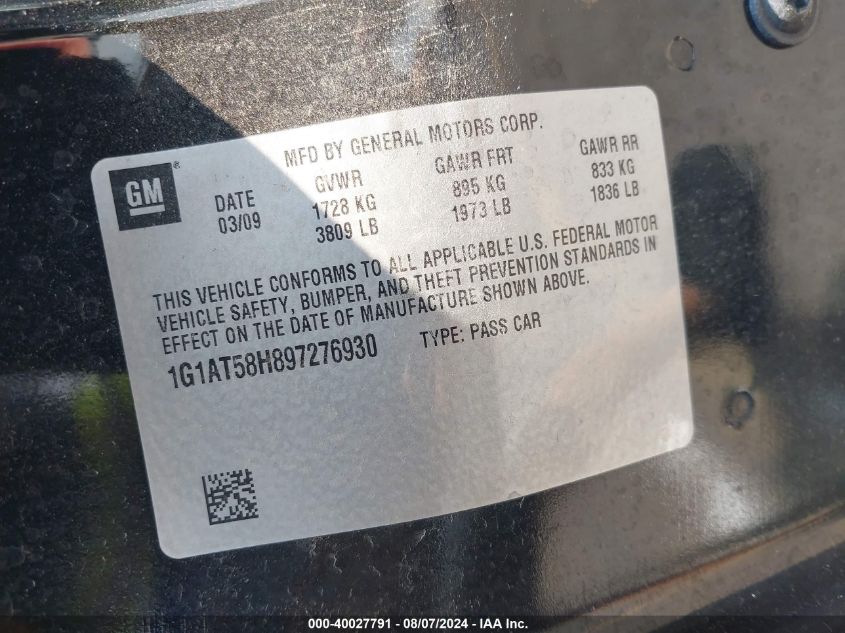 MFD BY GENERAL MOTORS CORP.
GM®
DATE GVWR GAWR FRT GAWR RR
03/09 1728 KG 895 KG 833 KG
3809 LB 1973 LB 1836 LB
THIS VEHICLE CONFORMS TO ALL APPLICABLE U.S. FEDERAL MOTOR
VEHICLE SAFETY, BUMPER, AND THEFT PREVENTION STANDARDS IN
EFFECT ON THE DATE OF MANUFACTURE SHOWN ABOVE.
1G1AT58H897276930 TYPE: PASS CAR
000-40027791 - 08/07/2024 - IAA Inc.